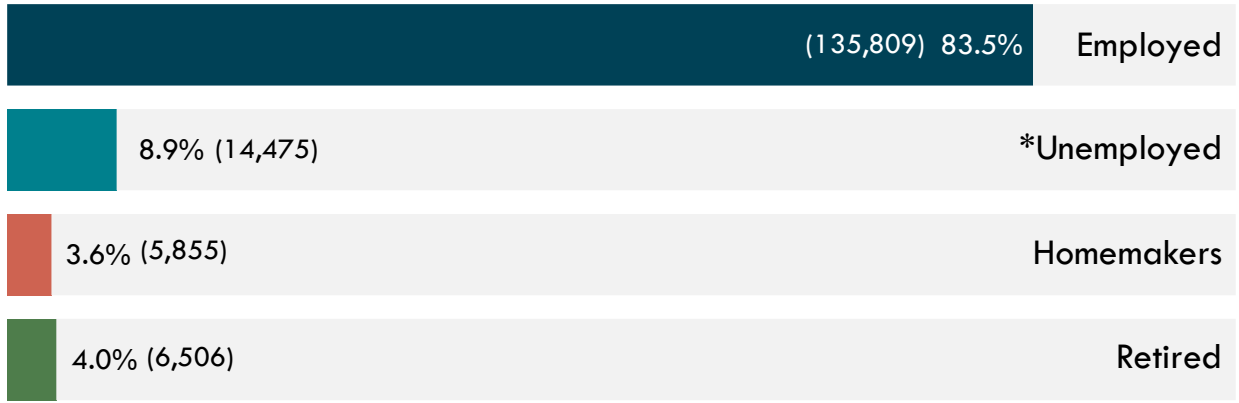 (135,809) 83.5% Employed
8.9% (14,475) *Unemployed
3.6% (5,855) Homemakers
4.0% (6,506) Retired